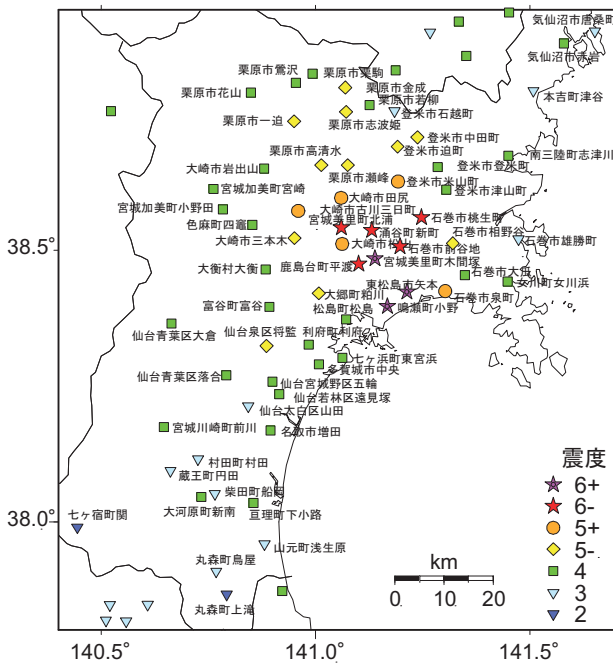 気仙沼市唐桑町
気仙沼市赤岩
栗原市鶯沢
栗原市栗駒
栗原市金成
栗原市花山
栗原市若柳
本吉町津谷
登米市石越町
栗原市一迫
栗原市志波姫
登米市中田町
登米市迫町
栗原市高清水
南三陸町志津川
大崎市岩出山
栗原市瀬峰
登米市登米町
登米市米山町
宮城加美町宮崎
登米市津山町
大崎市田尻
宮城加美町小野田
大崎市古川三日町
宮城美里町北浦
石巻市桃生町
色麻町四竈
涌谷町新町
石巻市相野谷
大崎市三本木
石巻市雄勝町
石巻市前谷地
38.5
宮城美里町木間塚
大衡村大衡
鹿島台町平渡
石巻市大瓜
女川町女川浜
東松島市矢本
大郷町粕川
石巻市泉町
富谷町富谷
松島町松島
鳴瀬町小野
仙台青葉区大倉
仙台泉区将監
利府町利府
七ヶ浜町東宮浜
多賀城市中央
仙台青葉区落合
仙台宮城野区五輪
仙台若林区遠見塚
仙台太白区山田
宮城川崎町前川
名取市増田
村田町村田
蔵王町円田
柴田町船岡
大河原町新南
亘理町下小路
七ヶ宿町関
38.0
山元町浅生原
丸森町鳥屋
丸森町上滝
震度
6+
6-
5+
5-
4
3
2
km
0 10 20
140.5 141.0 141.5